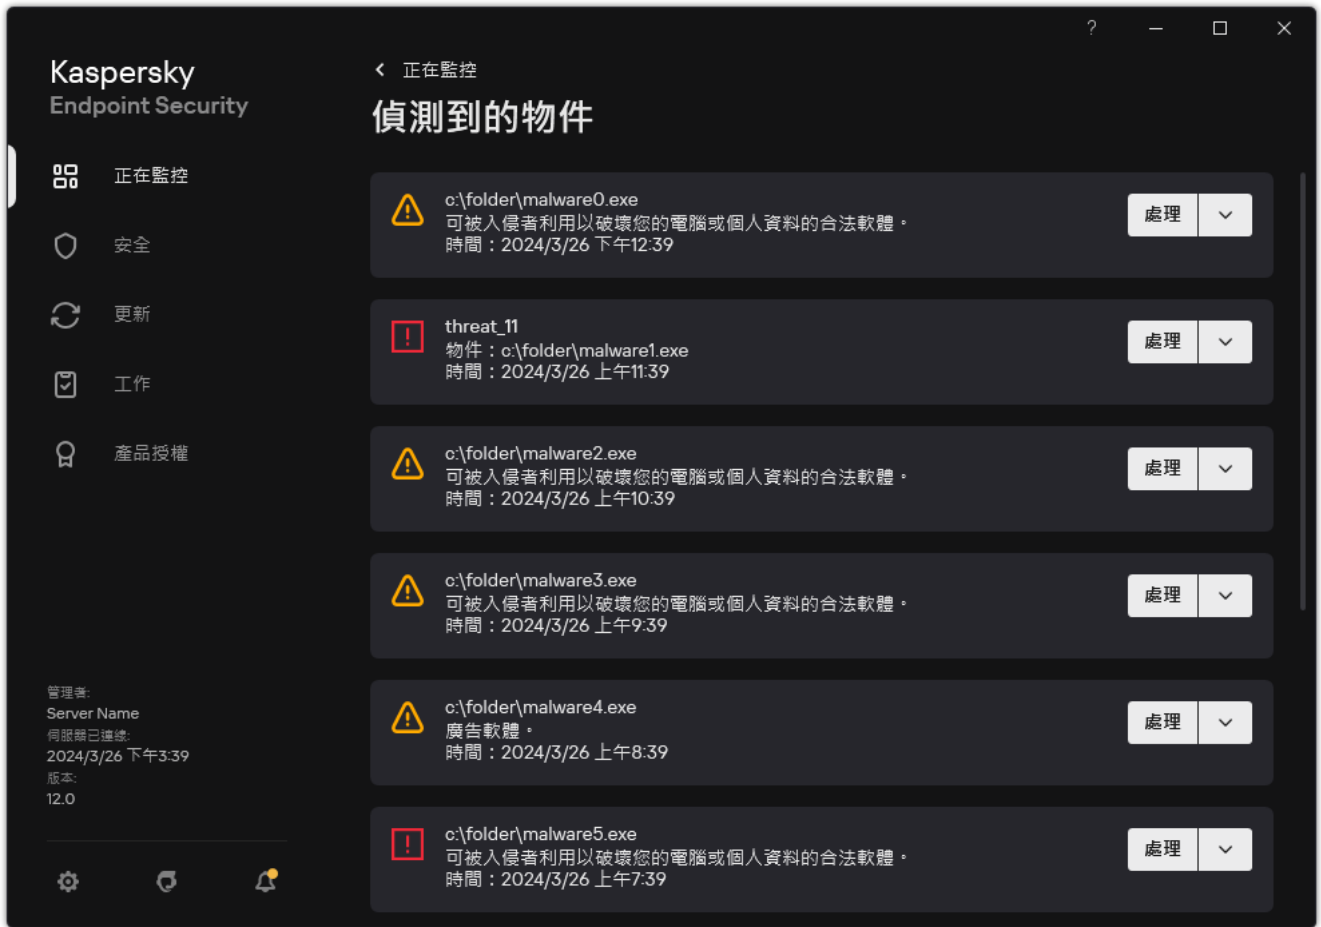 Kaspersky
Endpoint Security
正在監控
安全
更新
工作
產品授權
管理者:
Server Name
伺服器已連線:
2024/3/26 下午3:39
版本:
12.0
?
正在監控
偵測到的物件
c:\folder\malware0.exe
可被入侵者利用以破壞您的電腦或個人資料的合法軟體。
時間：2024/3/26 下午12:39
處理
threat_11
物件：c:\folder\malware1.exe
時間：2024/3/26 上午11:39
處理
c:\folder\malware2.exe
可被入侵者利用以破壞您的電腦或個人資料的合法軟體。
時間：2024/3/26 上午10:39
處理
c:\folder\malware3.exe
可被入侵者利用以破壞您的電腦或個人資料的合法軟體。
時間：2024/3/26 上午9:39
處理
c:\folder\malware4.exe
廣告軟體。
時間：2024/3/26 上午8:39
處理
c:\folder\malware5.exe
可被入侵者利用以破壞您的電腦或個人資料的合法軟體。
時間：2024/3/26 上午7:39
處理